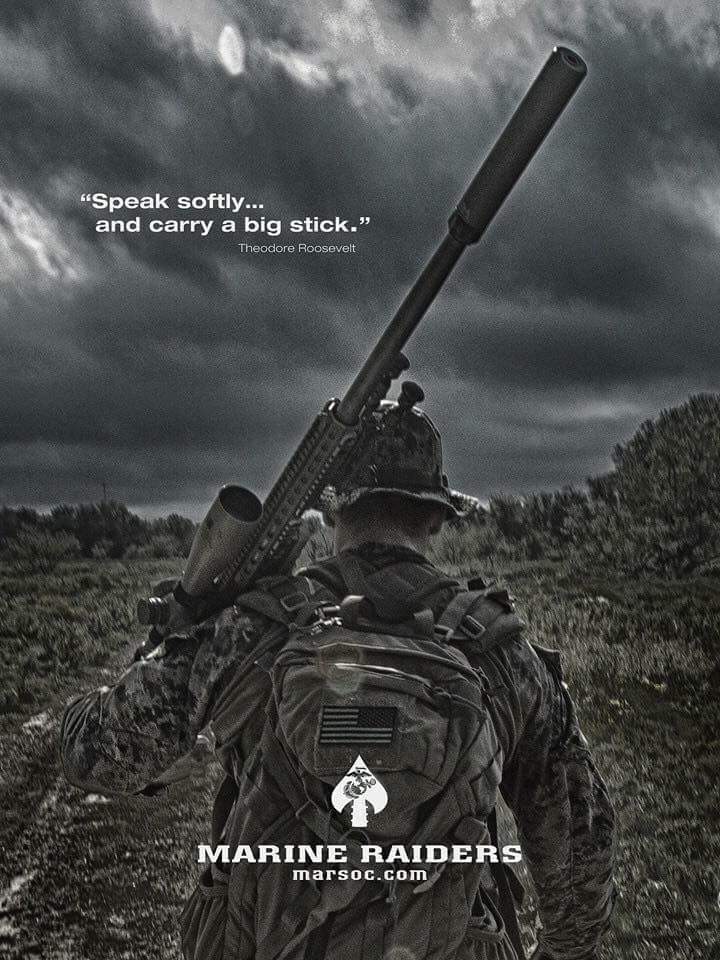 “Speak softly...
and carry a big stick.”
Theodore Roosevelt
MARINE RAIDERS
marsoc.com